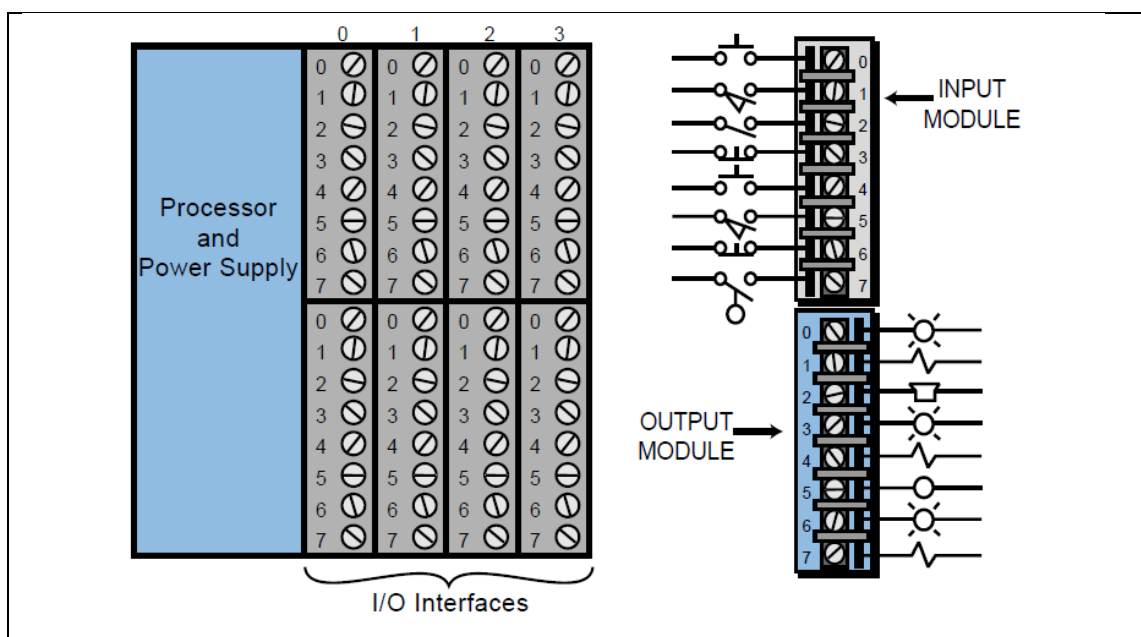 0 1 2 3
0 0 0 0
1 1 1 1
2 2 2 2
3 3 3 3
4 4 4 4
5 5 5 5
6 6 6 6
7 7 7 7
0 0 0 0
1 1 1 1
2 2 2 2
3 3 3 3
4 4 4 4
5 5 5 5
6 6 6 6
7 7 7 7
Processor
and
Power Supply
I/O Interfaces
0
1
2
3
4
5
6
7
INPUT
MODULE
0
1
2
3
4
5
6
7
OUTPUT
MODULE